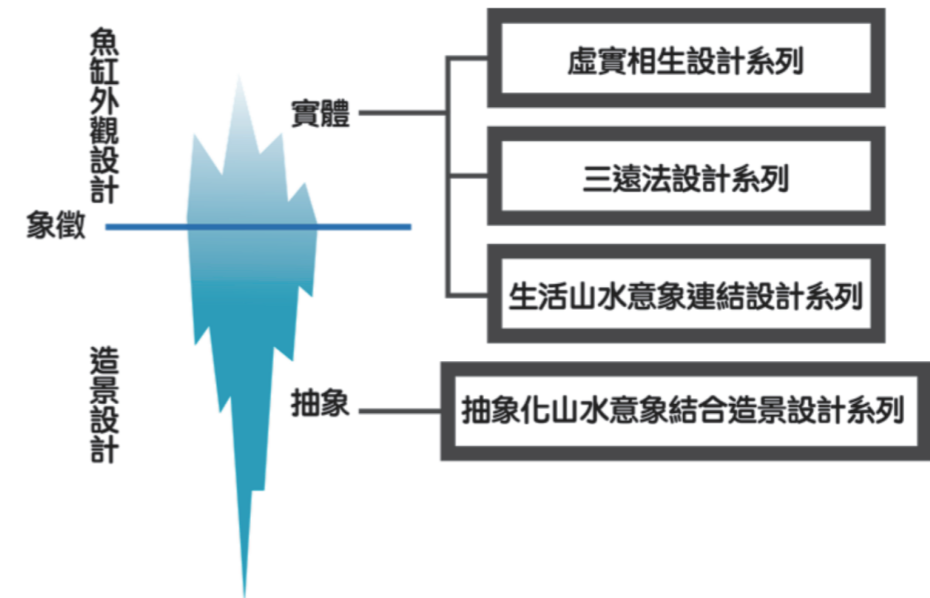 魚缸外觀設計
象徵
造景設計
實體
虛實相生設計系列
三遠法設計系列
生活山水意象連結設計系列
抽象
抽象化山水意象結合造景設計系列